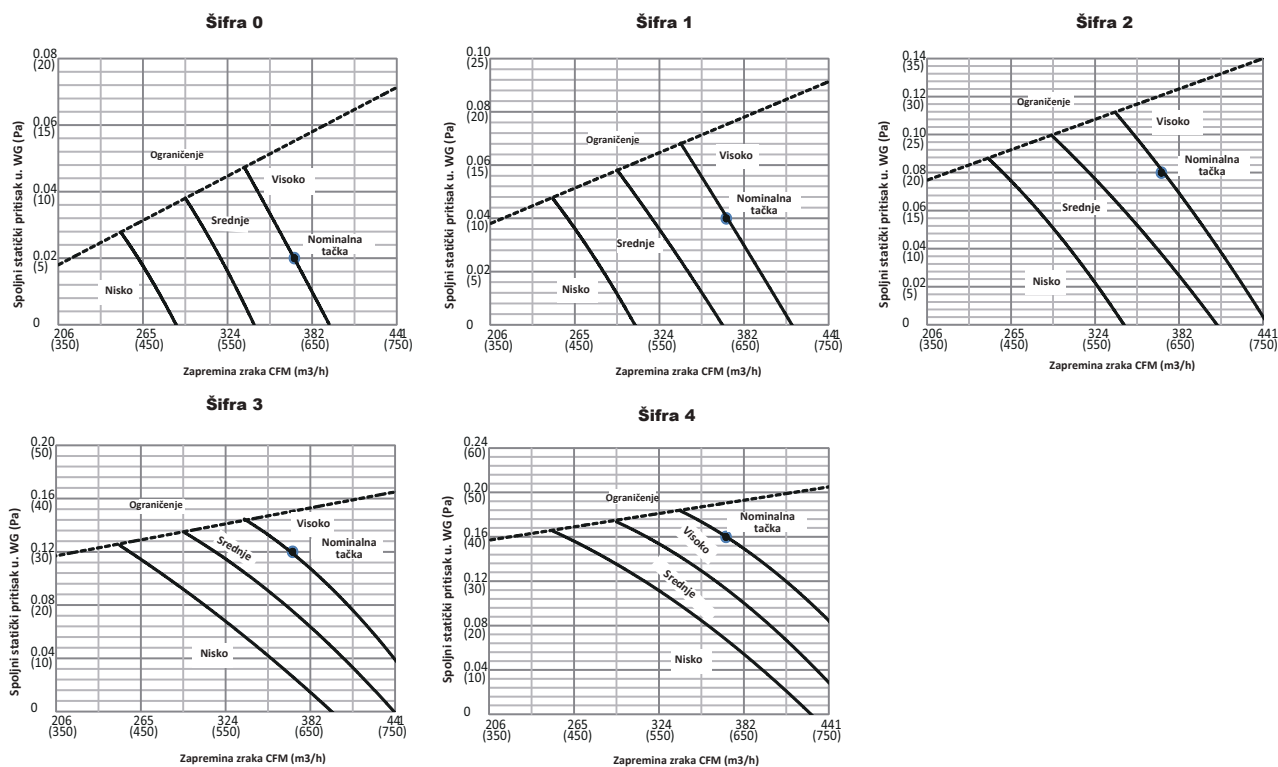 Šifra 0
Spoljni statički pritisak u. WG (Pa)
0.08
(20)
0.06
(15)
0.04
(10)
0.02
(5)
0
Ograničenje
Visoko
Srednje
Nominalna
tačka
Nisko
206 265 324 382 441
(350) (450) (550) (650) (750)
Zapremina zraka CFM (m3/h)
Šifra 1
Spoljni statički pritisak u. WG (Pa)
0.10
(25)
0.08
(20)
0.06
(15)
0.04
(10)
0.02
(5)
0
Ograničenje
Visoko
Nominalna
tačka
Srednje
Nisko
206 265 324 382 441
(350) (450) (550) (650) (750)
Zapremina zraka CFM (m3/h)
Šifra 2
Spoljni statički pritisak u. WG (Pa)
0.14
(35)
0.12
(30)
0.10
(25)
0.08
(20)
0.06
(15)
0.04
(10)
0.02
(5)
0
Ograničenje
Visoko
Nominalna
tačka
Srednje
Nisko
206 265 324 382 441
(350) (450) (550) (650) (750)
Zapremina zraka CFM (m3/h)
Šifra 3
Spoljni statički pritisak u. WG (Pa)
0.20
(50)
0.16
(40)
0.12
(30)
0.08
(20)
0.04
(10)
0
Ograničenje
Visoko
Srednje
Nominalna
tačka
Nisko
206 265 324 382 441
(350) (450) (550) (650) (750)
Zapremina zraka CFM (m3/h)
Šifra 4
Spoljni statički pritisak u. WG (Pa)
0.24
(60)
0.20
(50)
0.16
(40)
0.12
(30)
0.08
(20)
0.04
(10)
0
Ograničenje
Nominalna
tačka
Visoko
Srednje
Nisko
206 265 324 382 441
(350) (450) (550) (650) (750)
Zapremina zraka CFM (m3/h)